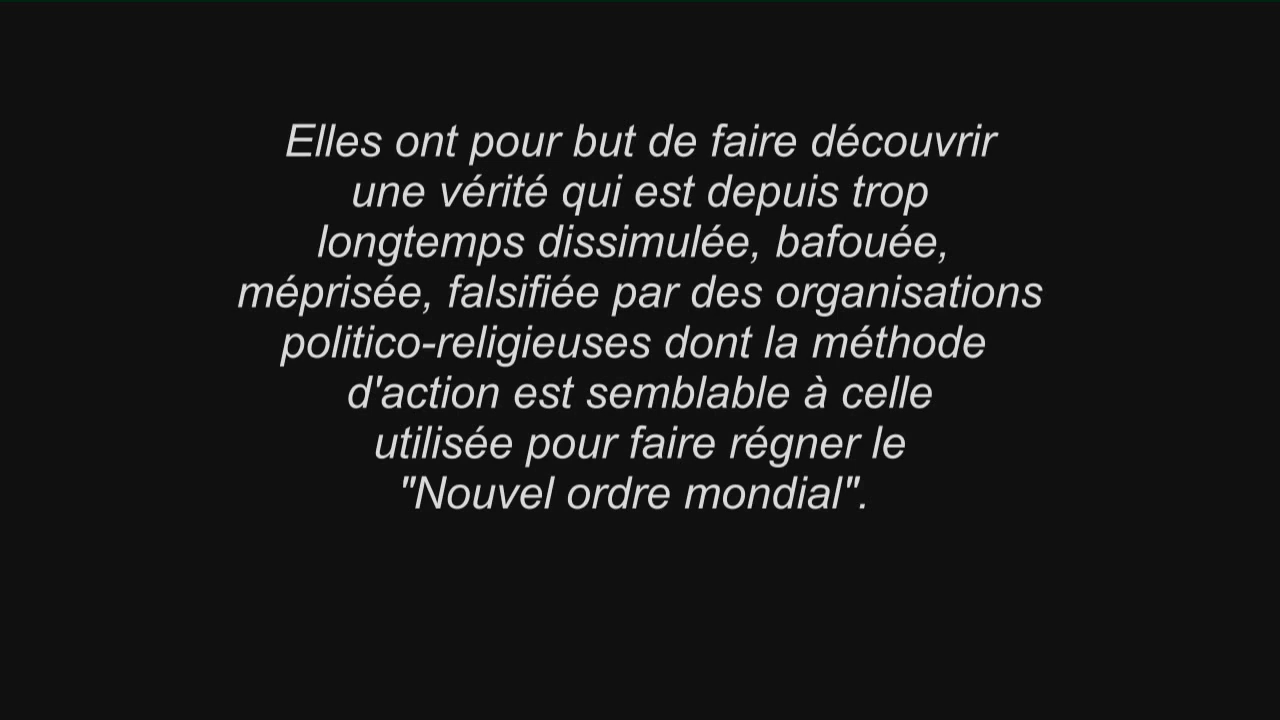 Elles ont pour but de faire découvrir
une vérité qui est depuis trop
longtemps dissimulée, bafouée,
méprisée, falsifiée par des organisations
politico-religieuses dont la méthode
d'action est semblable à celle
utilisée pour faire régner le
"Nouvel ordre mondial".